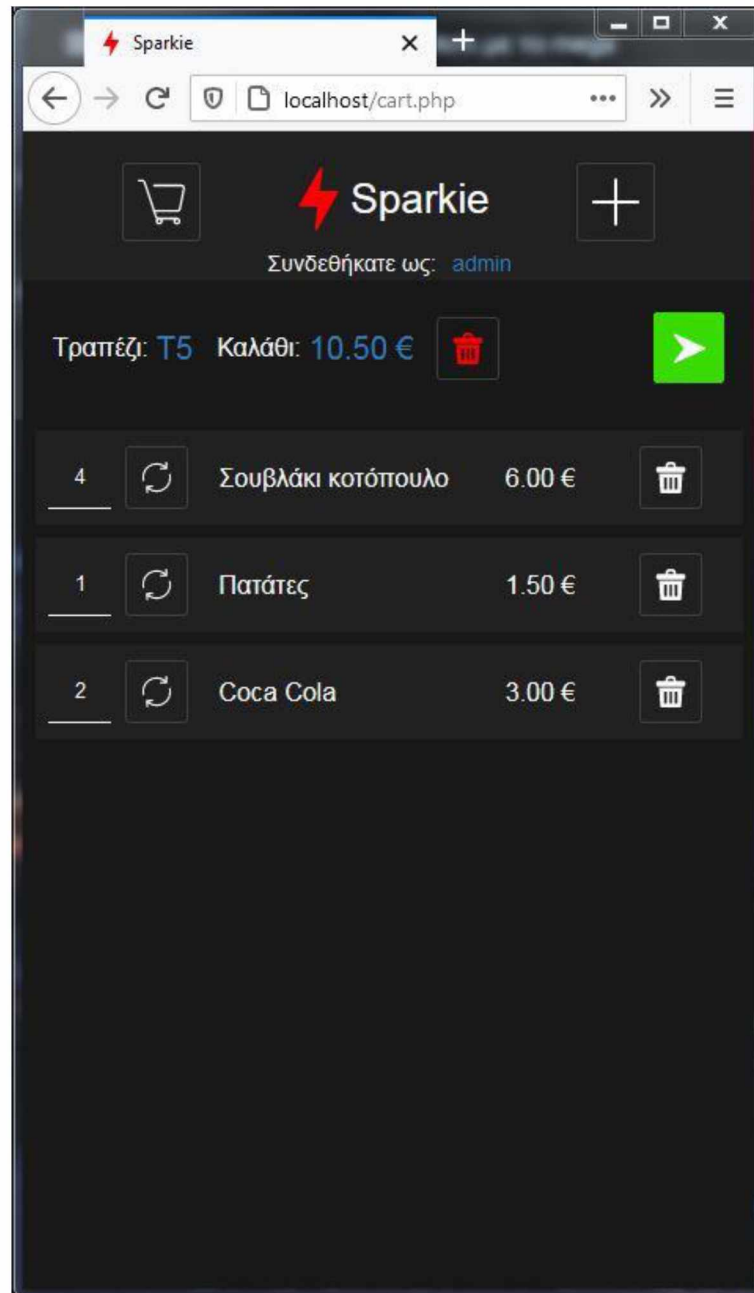 Sparkie
localhost/cart.php
Sparkie
Συνδεθήκατε ως: admin
Τραπέζι: T5 Καλάθι: 10.50 €
4 Σουβλάκι κοτόπουλο 6.00 €
1 Πατάτες 1.50 €
2 Coca Cola 3.00 €